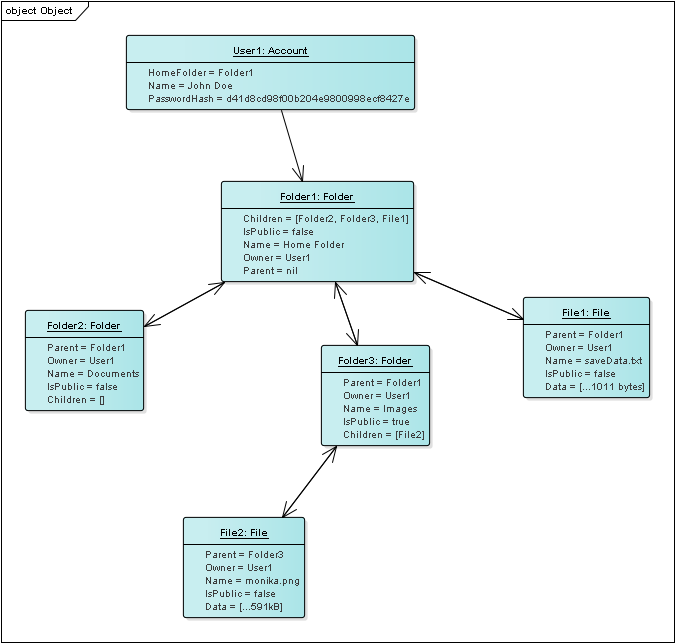 object Object
User1: Account
HomeFolder = Folder1
Name = John Doe
PasswordHash = d41d8cd98f00b204e9800998ecf8427e
Folder1: Folder
Children = [Folder2, Folder3, File1]
IsPublic = false
Name = Home Folder
Owner = User1
Parent = nil
Folder2: Folder
Parent = Folder1
Owner = User1
Name = Documents
IsPublic = false
Children = []
Folder3: Folder
Parent = Folder1
Owner = User1
Name = Images
IsPublic = true
Children = [File2]
File1: File
Parent = Folder1
Owner = User1
Name = saveData.txt
IsPublic = false
Data = [...1011 bytes]
File2: File
Parent = Folder3
Owner = User1
Name = monika.png
IsPublic = false
Data = [...591kB]